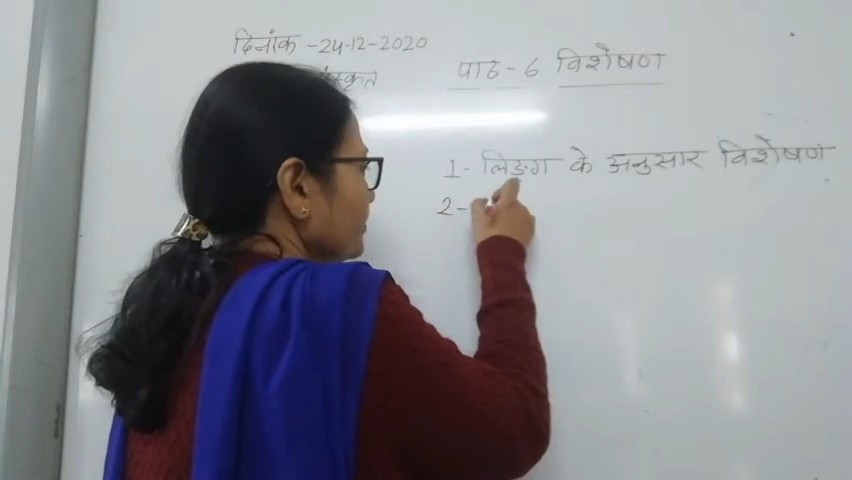 दिनांक -24-12-2020
पाठ - 6 विशेषण
1- लिङ्ग के अनुसार विशेषण
2-